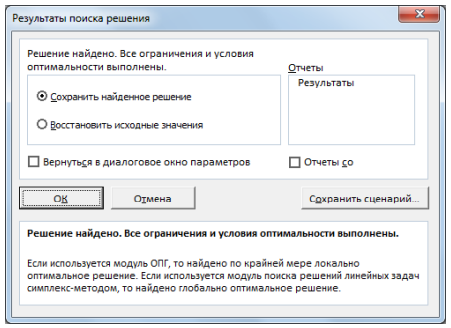 Результаты поиска решения
Решение найдено. Все ограничения и условия
оптимальности выполнены.
Отчеты
Результаты
Сохранить найденное решение
Восстановить исходные значения
Вернуться в диалоговое окно параметров
Отчеты со
ОК
Отмена
Сохранить сценарий...
Решение найдено. Все ограничения и условия оптимальности выполнены.
Если используется модуль ОПГ, то найдено по крайней мере локально
оптимальное решение. Если используется модуль поиска решений линейных задач
симплекс-методом, то найдено глобально оптимальное решение.